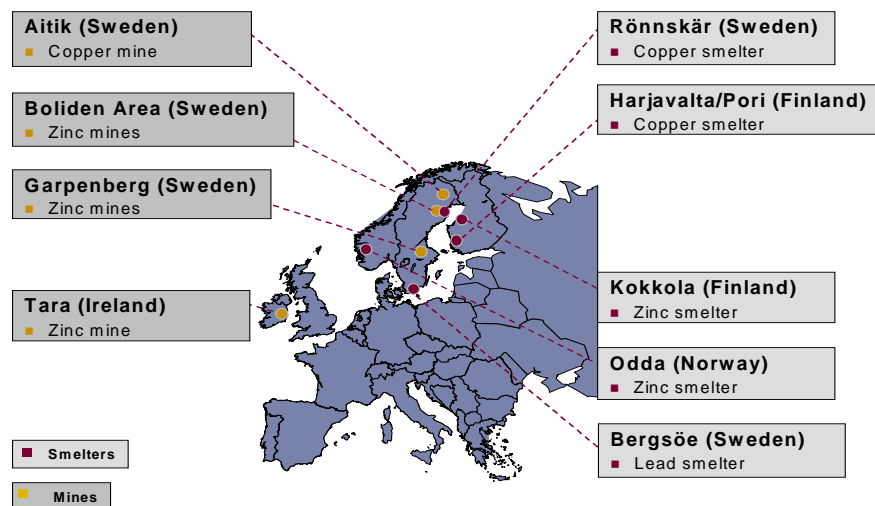 Aitik (Sweden)
Copper mine
Boliden Area (Sweden)
Zinc mines
Garpenberg (Sweden)
Zinc mines
Tara (Ireland)
Zinc mine
Smelters
Mines
Rönnskär (Sweden)
Copper smelter
Harjavalta/Pori (Finland)
Copper smelter
Kokkola (Finland)
Zinc smelter
Odda (Norway)
Zinc smelter
Bergsöe (Sweden)
Lead smelter